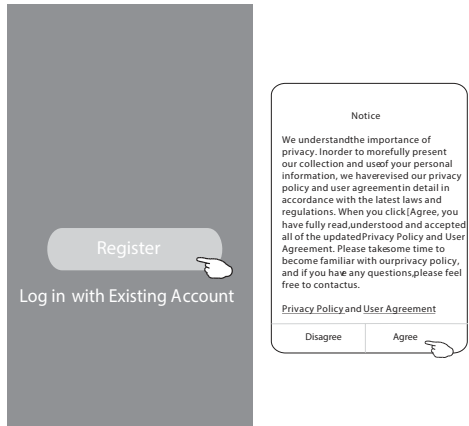 Register
Log in with Existing Account
Notice
We understandthe importance of
privacy. Inorder to morefully present
our collection and useof your personal
information, we haverevised our privacy
policy and user agreementin detail in
accordance with the latest laws and
regulations. When you click[Agree, you
have fully read,understood and accepted
all of the updatedPrivacy Policy and User
Agreement. Please takesome time to
become familiar with ourprivacy policy,
and if you have any questions,please feel
free to contactus.
Privacy Policy and User Agreement
Disagree
Agree